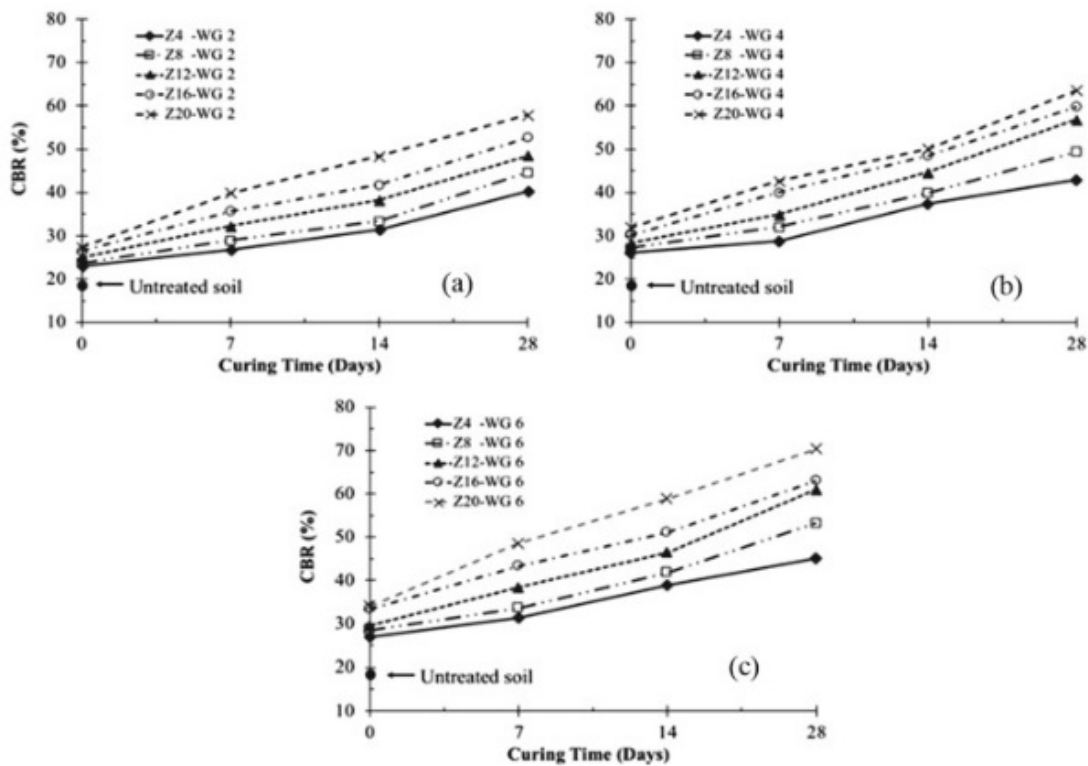 80
70
60
50
40
30
20
10
CBR (%)
Z4 -WG 2
Z8 -WG 2
Z12-WG 2
Z16-WG 2
Z20-WG 2
Untreated soil
(a)
0 7 14 28
Curing Time (Days)
80
70
60
50
40
30
20
10
CBR (%)
Z4 -WG 4
Z8 -WG 4
Z12-WG 4
Z16-WG 4
Z20-WG 4
Untreated soil
(b)
0 7 14 28
Curing Time (Days)
80
70
60
50
40
30
20
10
CBR (%)
Z4 -WG 6
Z8 -WG 6
Z12-WG 6
Z16-WG 6
Z20-WG 6
Untreated soil
(c)
0 7 14 28
Curing Time (Days)